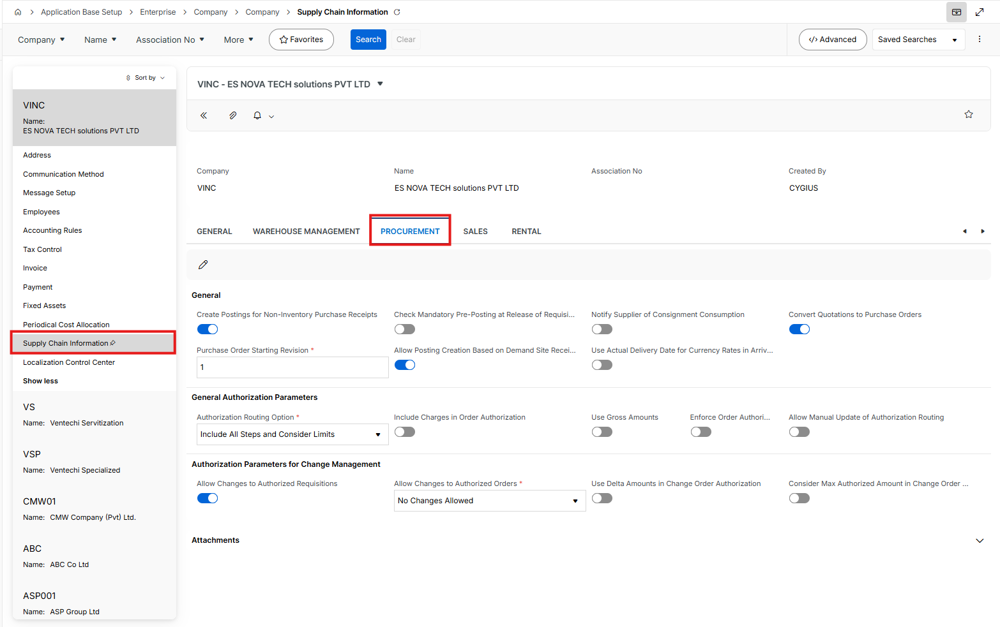 Application Base Setup > Enterprise > Company > Company > Supply Chain Information
Company Name Association No More Favorites Search Clear </> Advanced Saved Searches
Sort by
VINC
Name:
ES NOVA TECH solutions PVT LTD
Address
Communication Method
Message Setup
Employees
Accounting Rules
Tax Control
Invoice
Payment
Fixed Assets
Periodical Cost Allocation
Supply Chain Information
Localization Control Center
Show less
VS
Name: Ventechi Servitization
VSP
Name: Ventechi Specialized
CMW01
Name: CMW Company (Pvt) Ltd.
ABC
Name: ABC Co Ltd
ASP001
Name: ASP Group Ltd
VINC - ES NOVA TECH solutions PVT LTD
Company Name Association No Created By
VINC ES NOVA TECH solutions PVT LTD CYGIUS
GENERAL WAREHOUSE MANAGEMENT PROCUREMENT SALES RENTAL
General
Create Postings for Non-Inventory Purchase Receipts Check Mandatory Pre-Posting at Release of Requisi... Notify Supplier of Consignment Consumption Convert Quotations to Purchase Orders
Purchase Order Starting Revision * Allow Posting Creation Based on Demand Site Recei... Use Actual Delivery Date for Currency Rates in Arriv...
1
General Authorization Parameters
Authorization Routing Option * Include Charges in Order Authorization Use Gross Amounts Enforce Order Authori... Allow Manual Update of Authorization Routing
Include All Steps and Consider Limits
Authorization Parameters for Change Management
Allow Changes to Authorized Requisitions Allow Changes to Authorized Orders * Use Delta Amounts in Change Order Authorization Consider Max Authorized Amount in Change Order ...
No Changes Allowed
Attachments